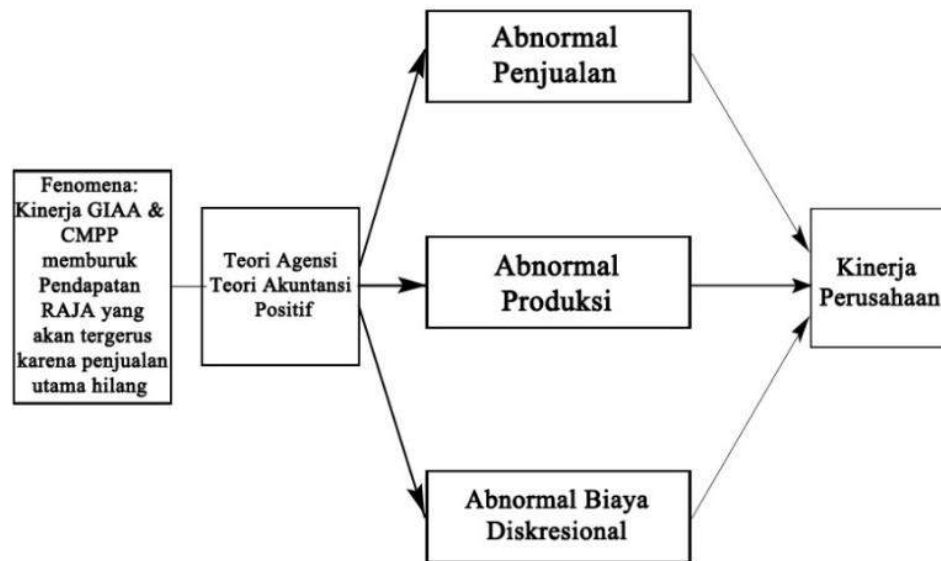 Fenomena:
Kinerja GIAA &
CMPP
memburuk
Pendapatan
RAJA yang
akan tergerus
karena penjualan
utama hilang
Teori Agensi
Teori Akuntansi
Positif
Abnormal
Penjualan
Abnormal
Produksi
Abnormal Biaya
Diskresional
Kinerja
Perusahaan